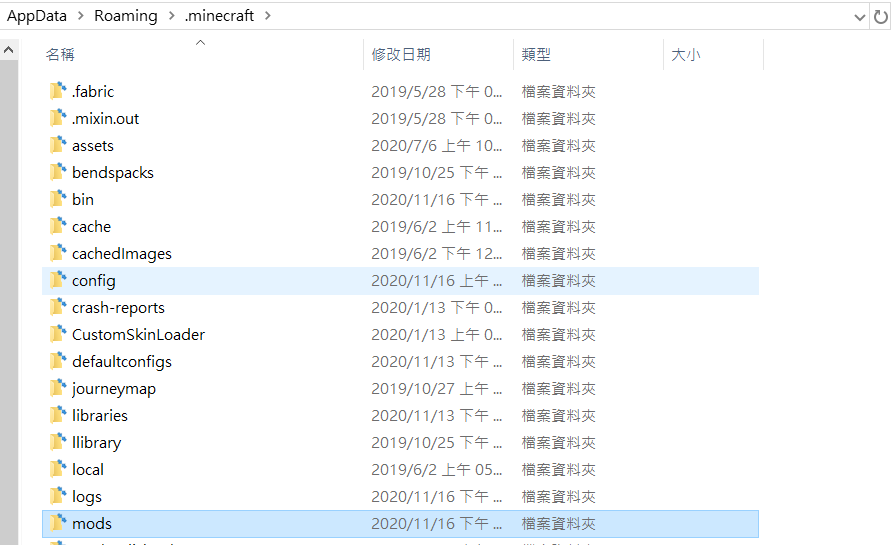 AppData > Roaming > .minecraft >
名稱 修改日期 類型 大小
.fabric 2019/5/28 下午 0... 檔案資料夾
.mixin.out 2019/5/28 下午 0... 檔案資料夾
assets 2020/7/6 上午 10... 檔案資料夾
bendspacks 2019/10/25 下午 ... 檔案資料夾
bin 2020/11/16 下午 ... 檔案資料夾
cache 2019/6/2 上午 11... 檔案資料夾
cachedImages 2019/6/2 下午 12... 檔案資料夾
config 2020/11/16 上午 ... 檔案資料夾
crash-reports 2020/1/13 下午 0... 檔案資料夾
CustomSkinLoader 2020/1/13 上午 0... 檔案資料夾
defaultconfigs 2020/11/13 下午 ... 檔案資料夾
journeymap 2019/10/27 上午 ... 檔案資料夾
libraries 2020/11/13 下午 ... 檔案資料夾
llibrary 2019/10/25 下午 ... 檔案資料夾
local 2019/6/2 上午 05... 檔案資料夾
logs 2020/11/16 下午 ... 檔案資料夾
mods 2020/11/16 下午 ... 檔案資料夾